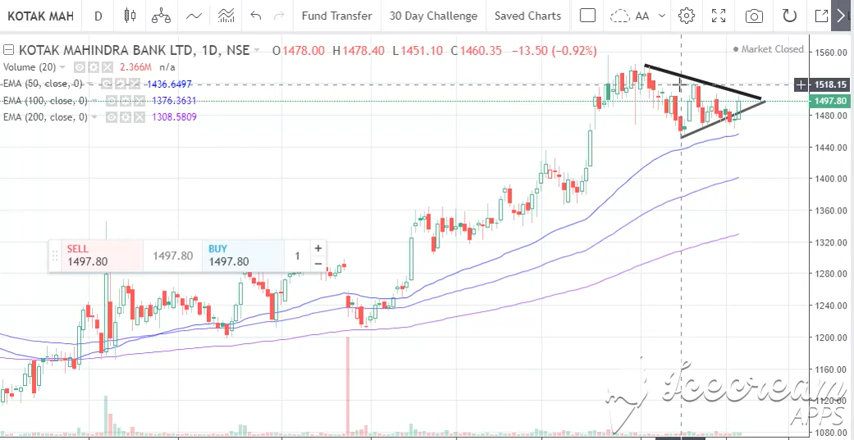 KOTAK MAH D Fund Transfer 30 Day Challenge Saved Charts AA
KOTAK MAHINDRA BANK LTD, 1D, NSE O1478.00 H1478.40 L1451.10 C1460.35 −13.50 (−0.92%) Market Closed
Volume (20) 2.366M n/a
EMA (50, close, 0) 1436.6497
EMA (100, close, 0) 1376.3631
EMA (200, close, 0) 1308.5809
SELL
1497.80
1497.80
BUY
1497.80
1
1560.00
1518.15
1497.80
1480.00
1440.00
1400.00
1360.00
1320.00
1280.00
1240.00
1200.00
1160.00
1120.00
1080.00
Icecream
APPS